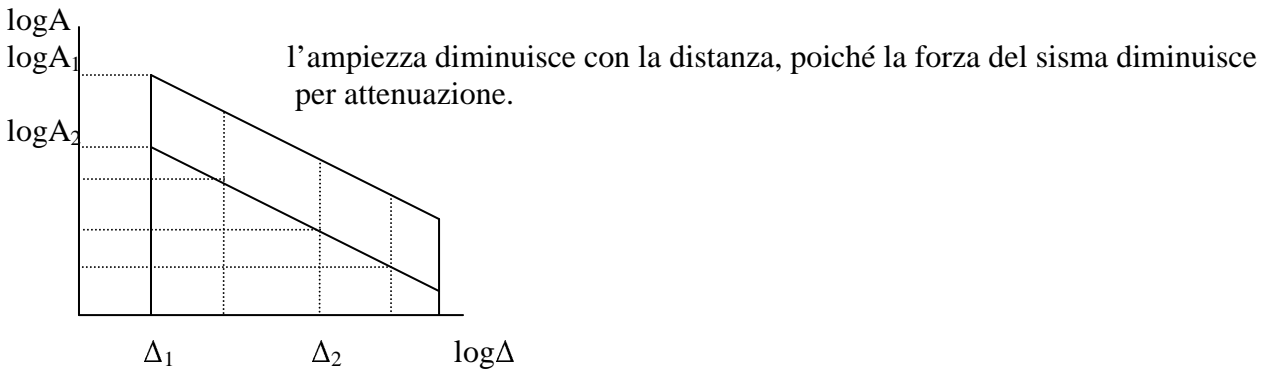 logA
logA₁
l’ampiezza diminuisce con la distanza, poiché la forza del sisma diminuisce
per attenuazione.
logA₂
Δ₁ Δ₂ logΔ